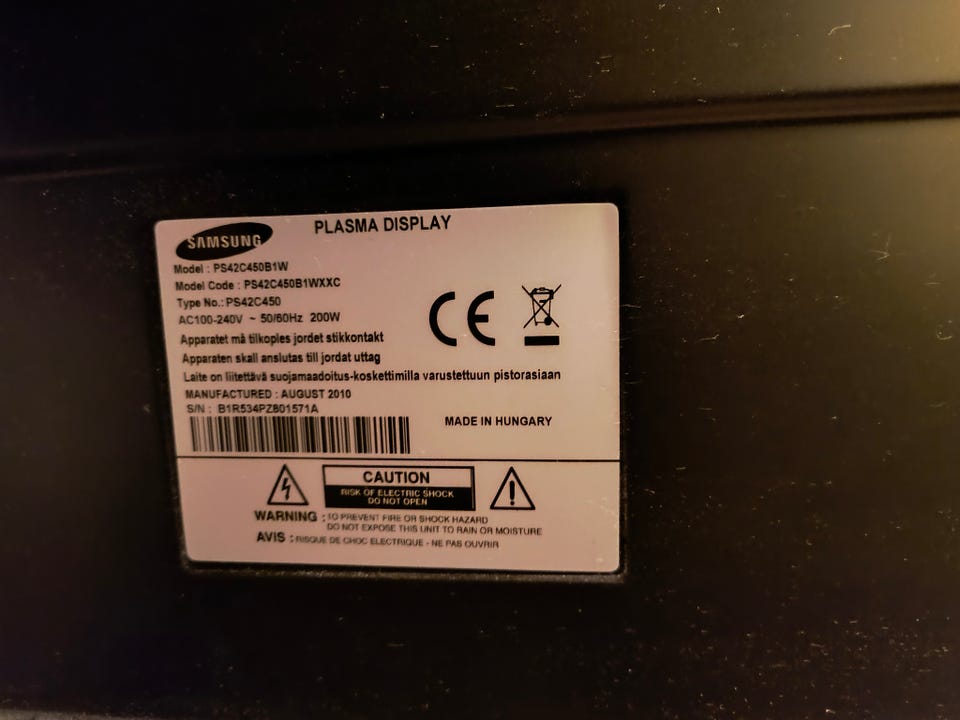 SAMSUNG
PLASMA DISPLAY
Model : PS42C450B1W
Model Code : PS42C450B1WXXC
Type No.: PS42C450
AC100-240V ~ 50/60Hz 200W
Apparatet må tilkoples jordet stikkontakt
Apparaten skall anslutas till jordat uttag
Laite on liitettävä suojamaadoitus-koskettimilla varustettuun pistorasiaan
MANUFACTURED : AUGUST 2010
S/N : B1R534PZ801571A
MADE IN HUNGARY
CAUTION
RISK OF ELECTRIC SHOCK
DO NOT OPEN
WARNING : TO PREVENT FIRE OR SHOCK HAZARD
DO NOT EXPOSE THIS UNIT TO RAIN OR MOISTURE
AVIS : RISQUE DE CHOC ELECTRIQUE - NE PAS OUVRIR